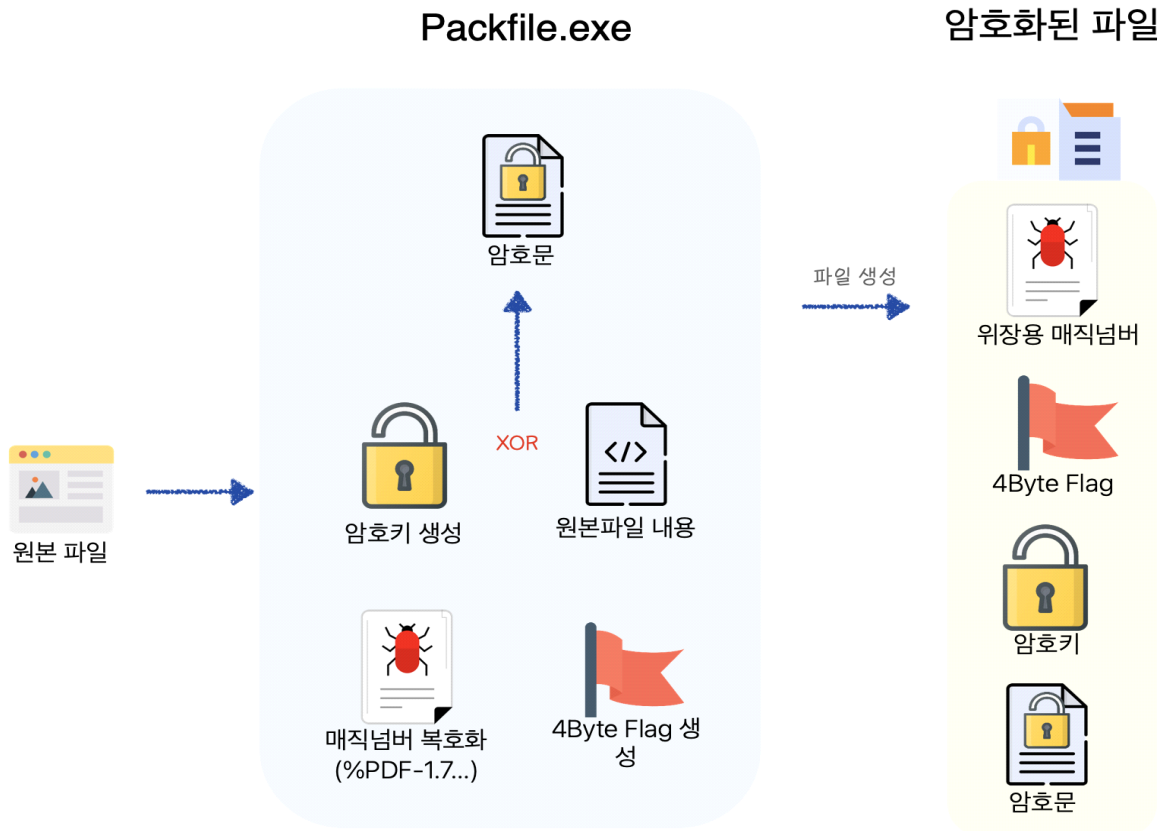 Packfile.exe
암호화된 파일
암호문
파일 생성
위장용 매직넘버
XOR
4Byte Flag
암호키 생성
원본파일 내용
원본 파일
암호키
매직넘버 복호화
(%PDF-1.7...)
4Byte Flag 생
성
암호문